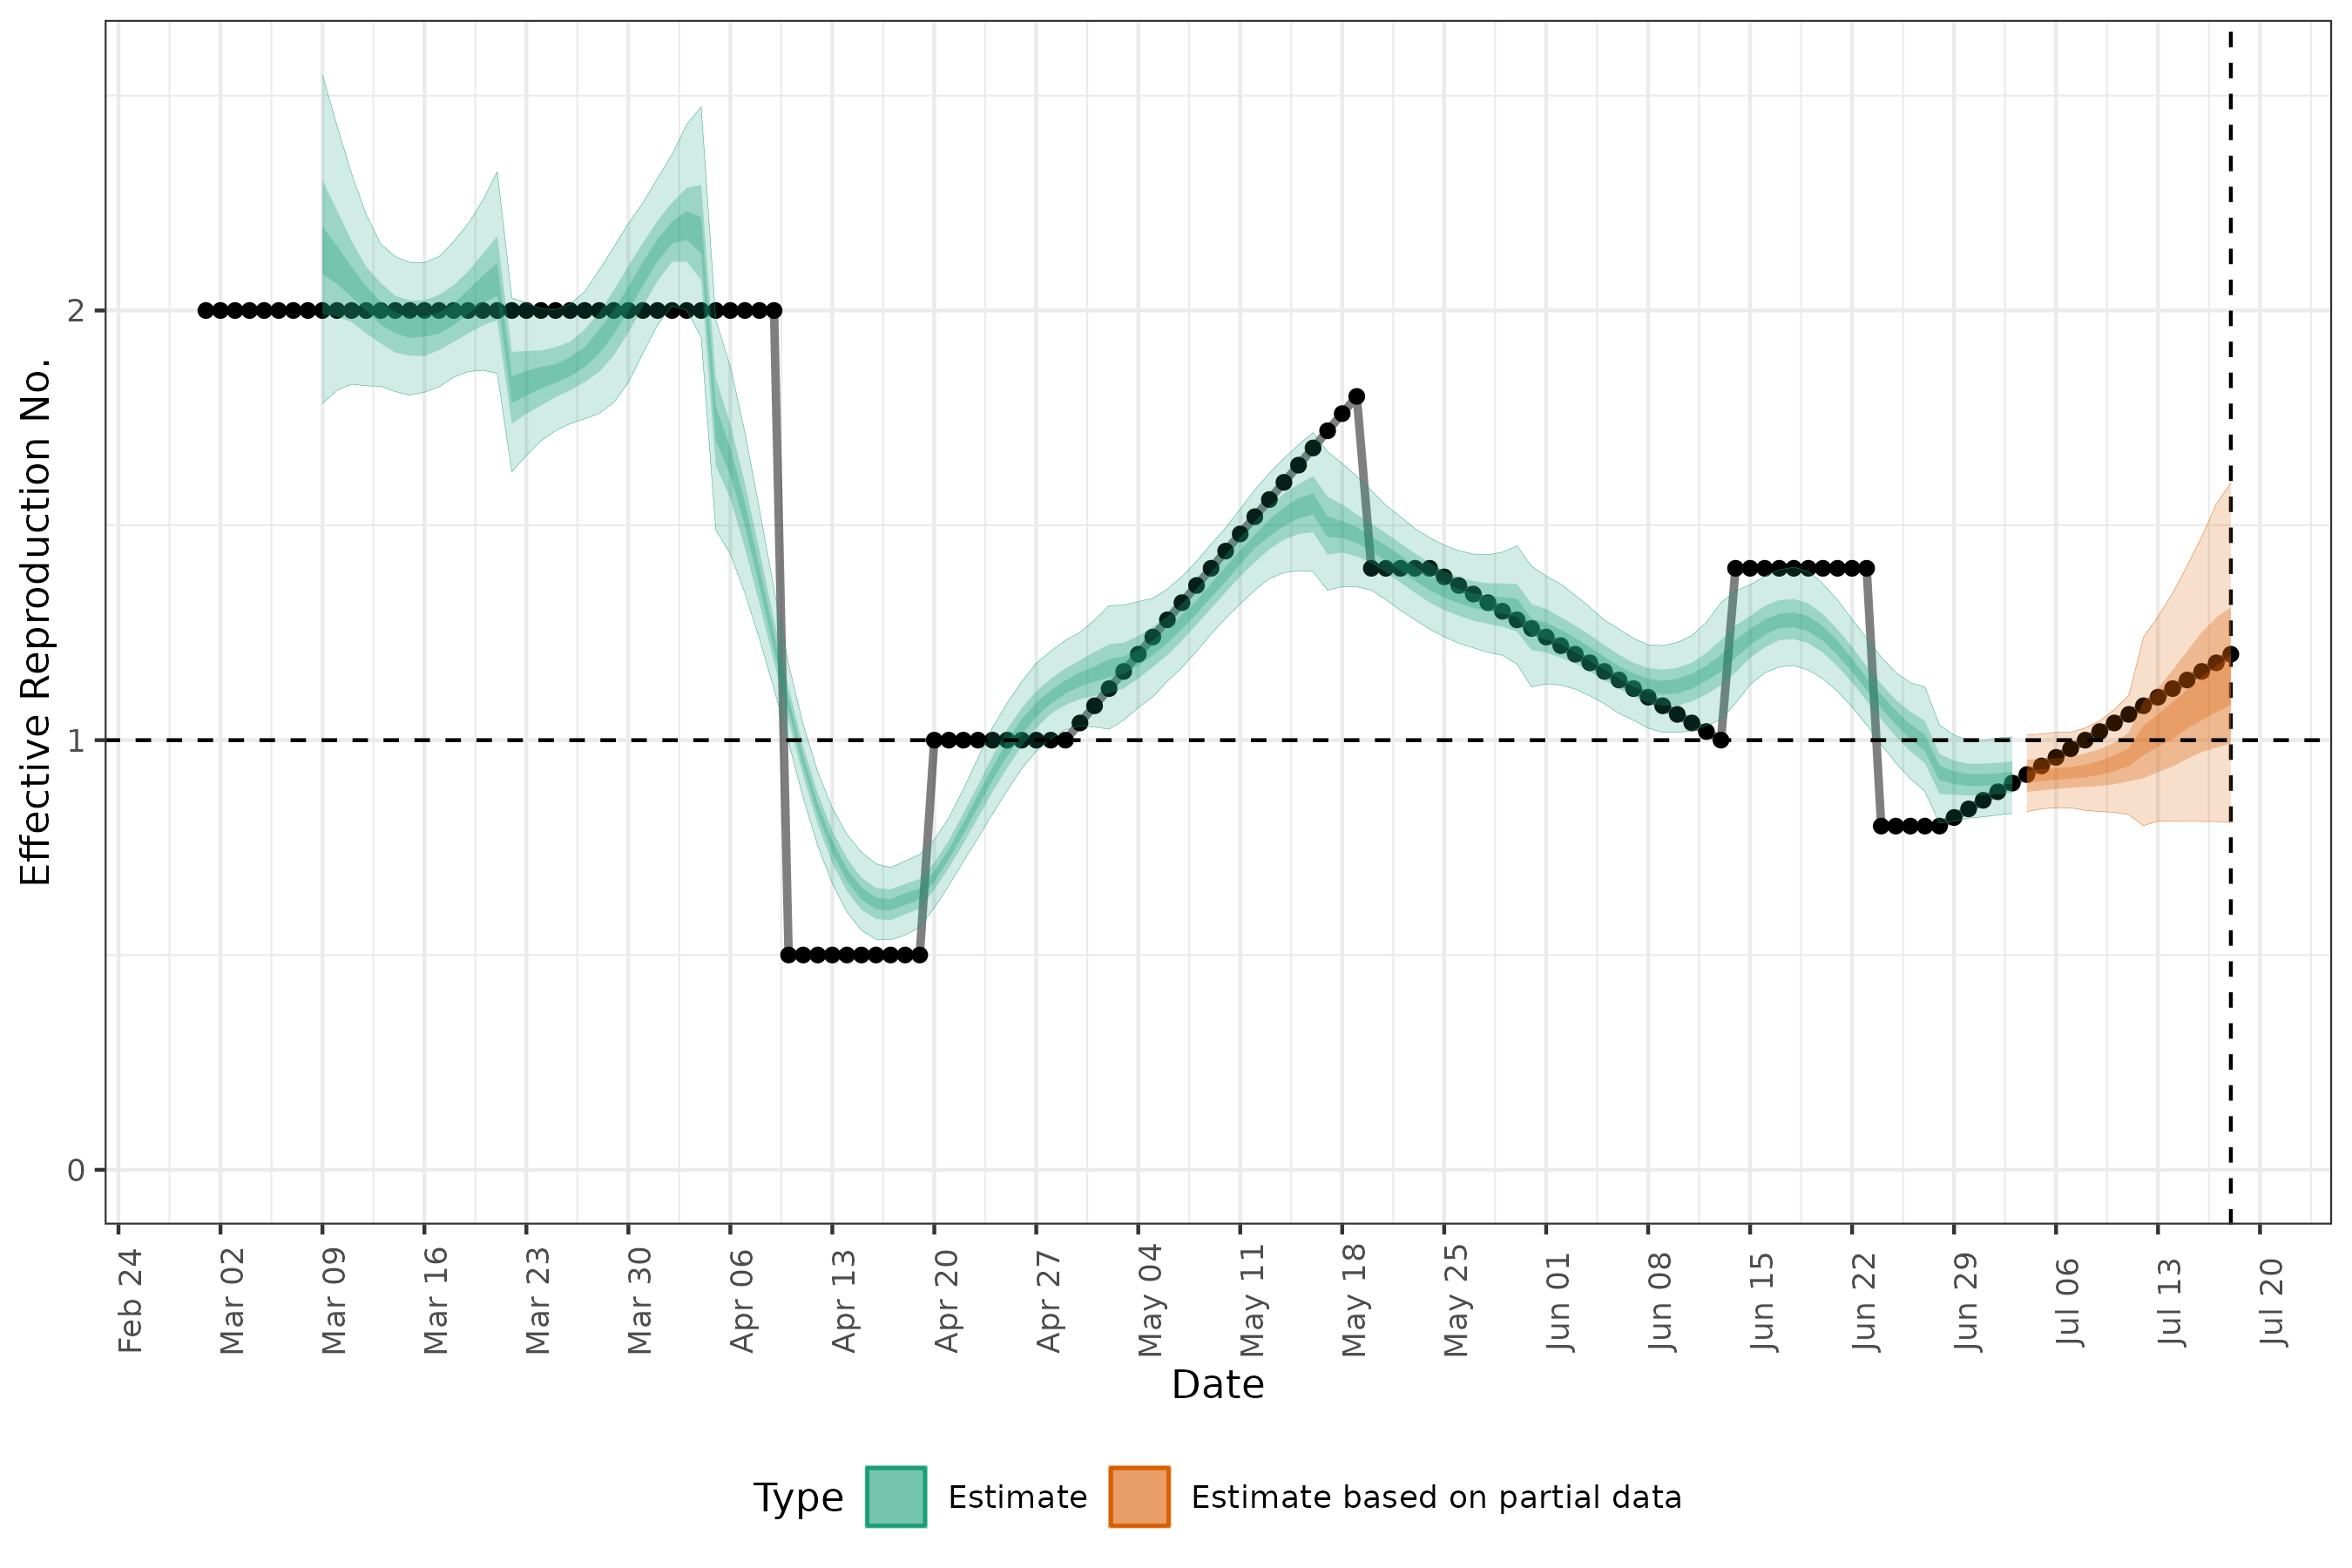 Effective Reproduction No.
2
1
0
Feb 24
Mar 02
Mar 09
Mar 16
Mar 23
Mar 30
Apr 06
Apr 13
Apr 20
Apr 27
May 04
May 11
May 18
May 25
Jun 01
Jun 08
Jun 15
Jun 22
Jun 29
Jul 06
Jul 13
Jul 20
Date
Type Estimate Estimate based on partial data